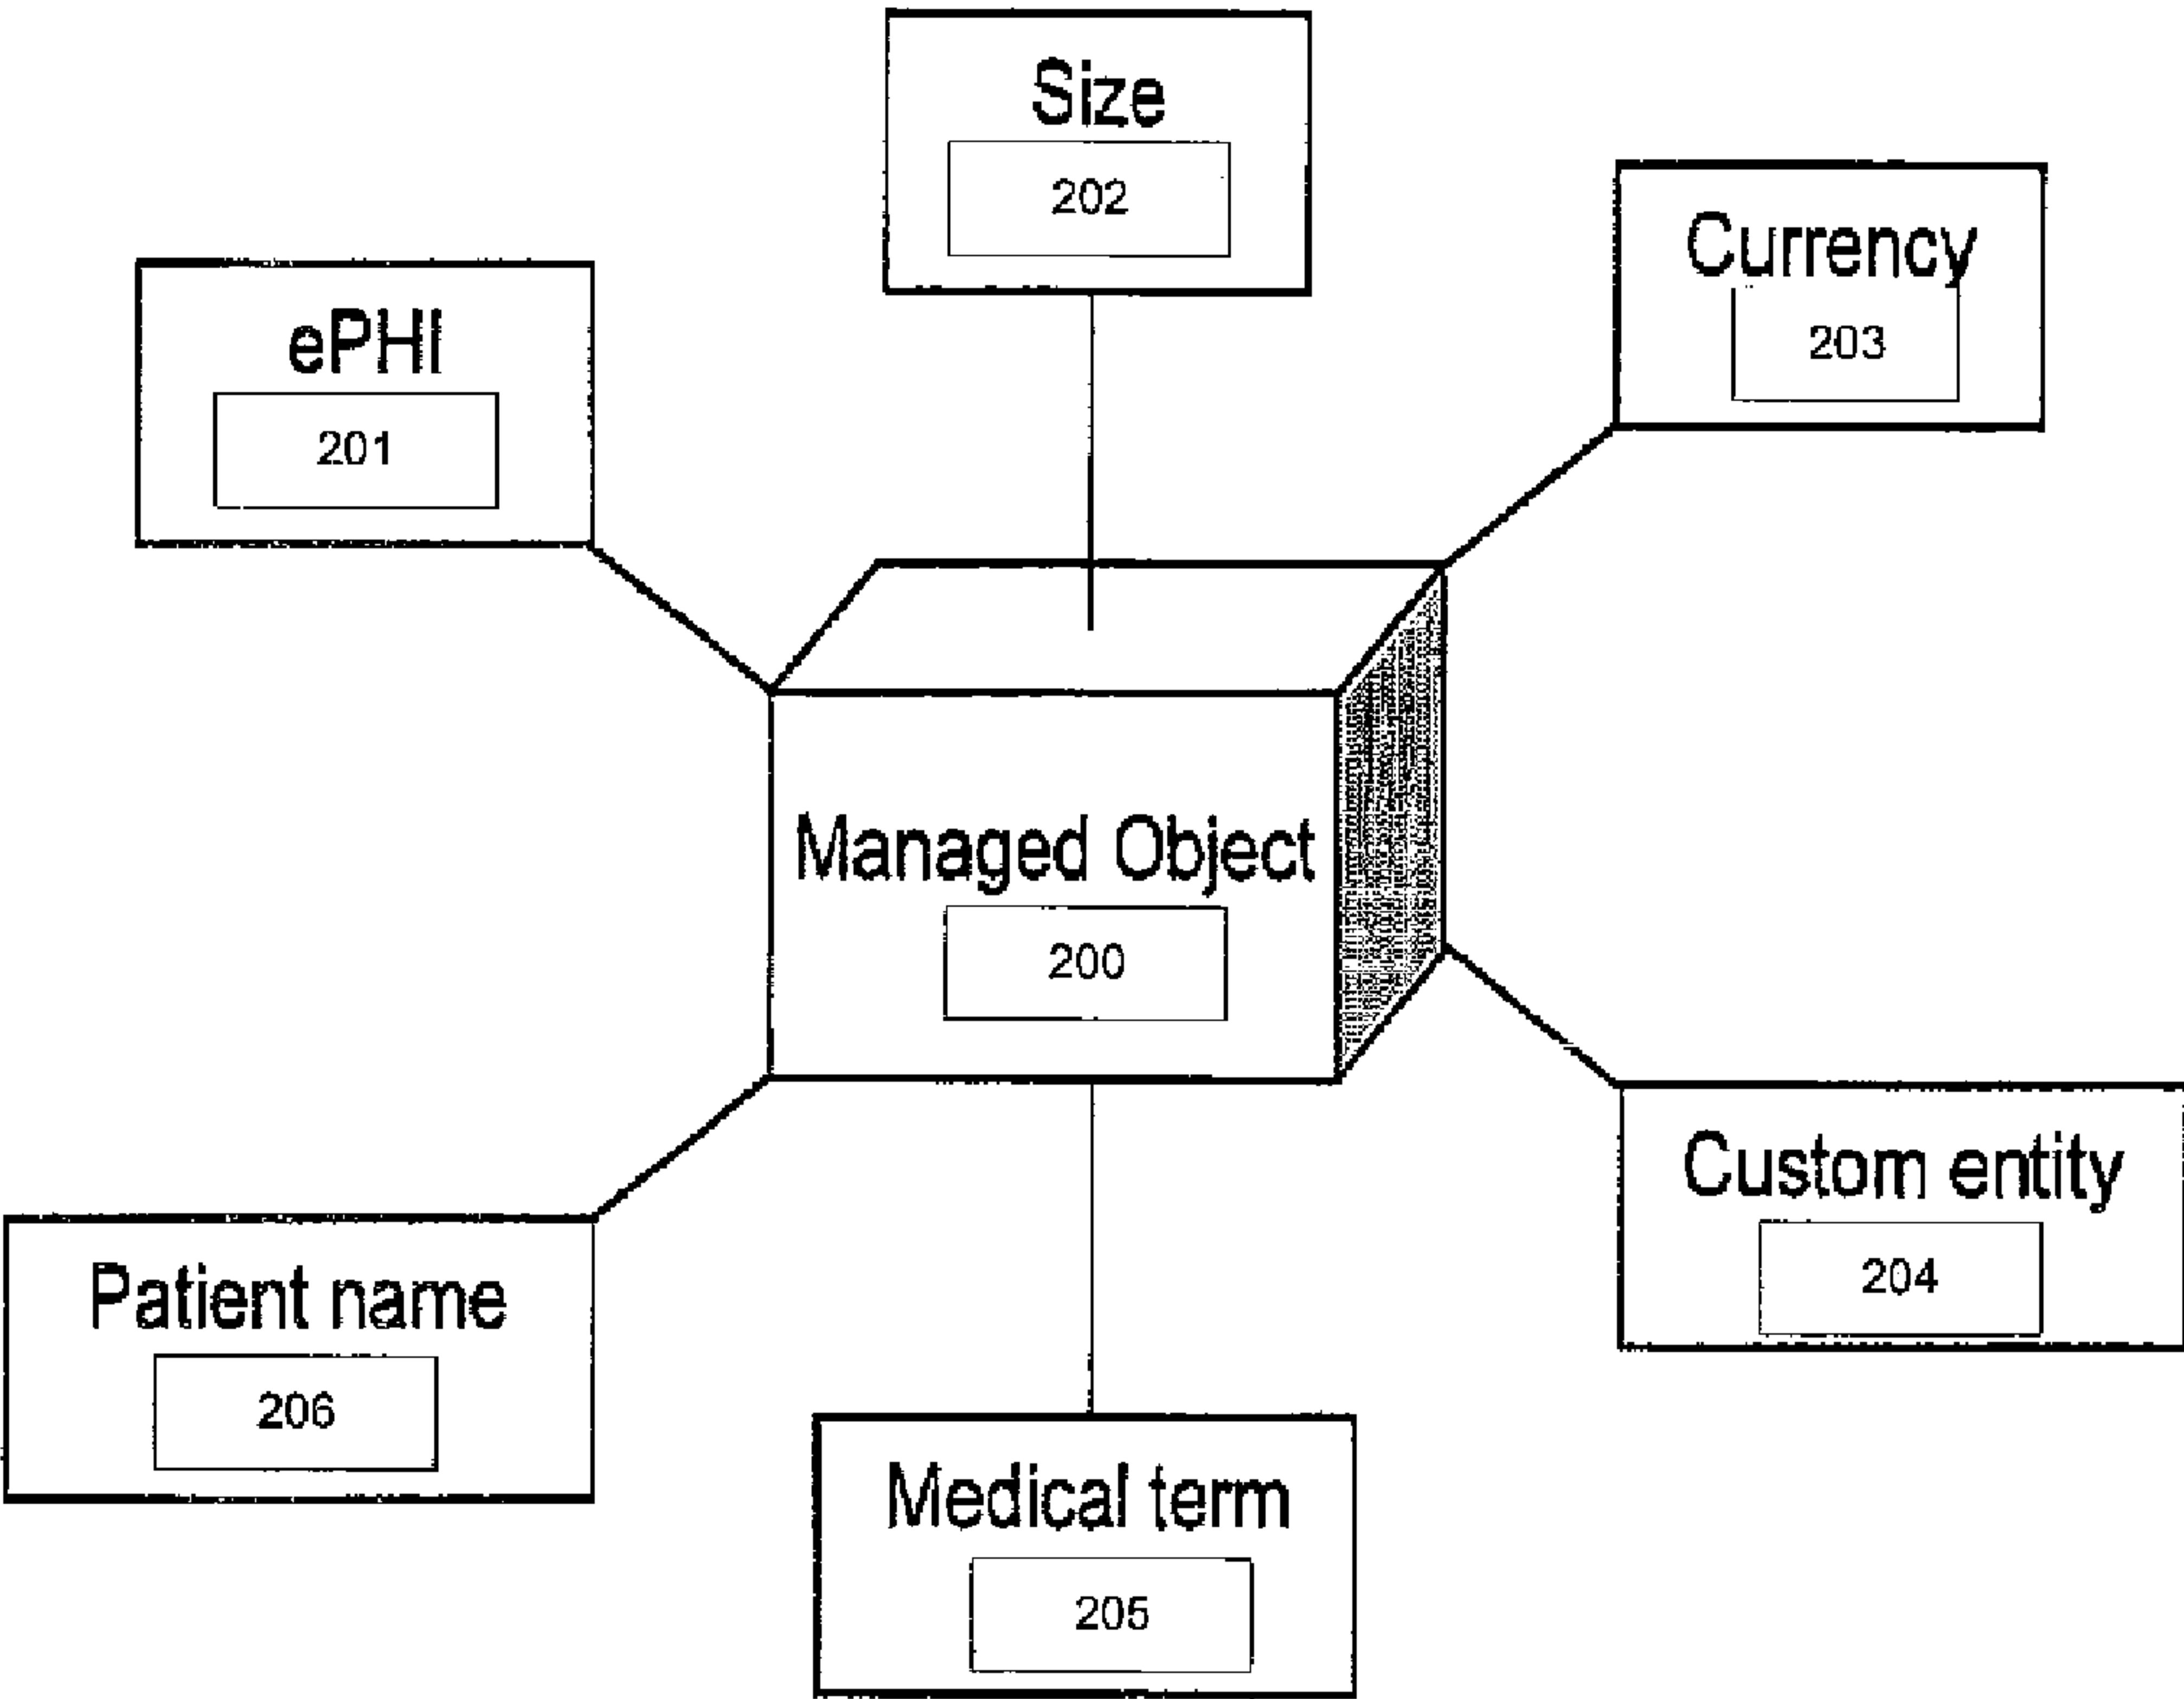 Size
202
Currency
203
ePHI
201
Managed Object
200
Custom entity
204
Patient name
206
Medical term
205